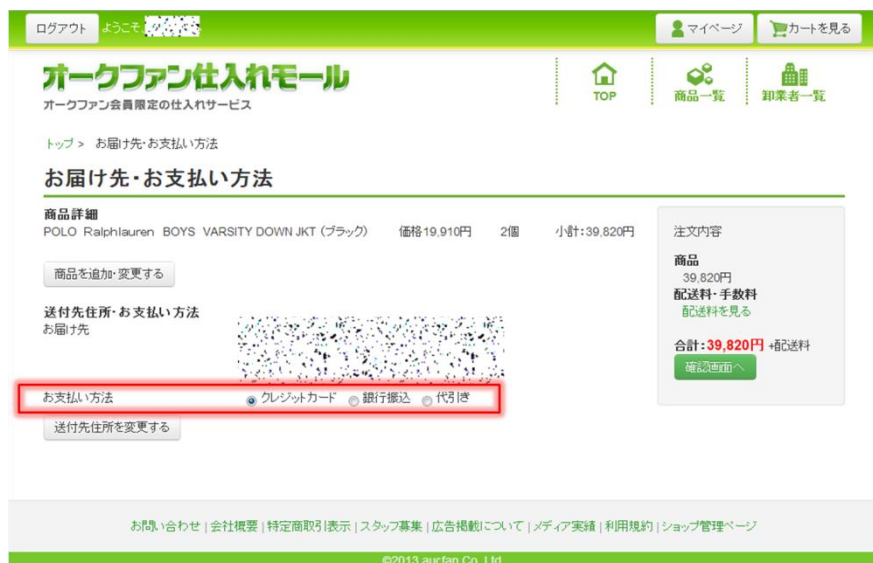 ログアウト ようこそ
マイページ カートを見る
オークファン仕入れモール
オークファン会員限定の仕入れサービス
TOP 商品一覧 卸業者一覧
トップ > お届け先・お支払い方法
お届け先・お支払い方法
商品詳細
POLO Ralphlauren BOYS VARSITY DOWN JKT (ブラック) 価格19,910円 2個 小計:39,820円
商品を追加・変更する
送付先住所・お支払い方法
お届け先
お支払い方法 クレジットカード 銀行振込 代引き
送付先住所を変更する
注文内容
商品
39,820円
配送料・手数料
配送料を見る
合計:39,820円 +配送料
確認画面へ
お問い合わせ | 会社概要 | 特定商取引表示 | スタッフ募集 | 広告掲載について | メディア実績 | 利用規約 | ショップ管理ページ
©2013 aucfan Co.,Ltd.